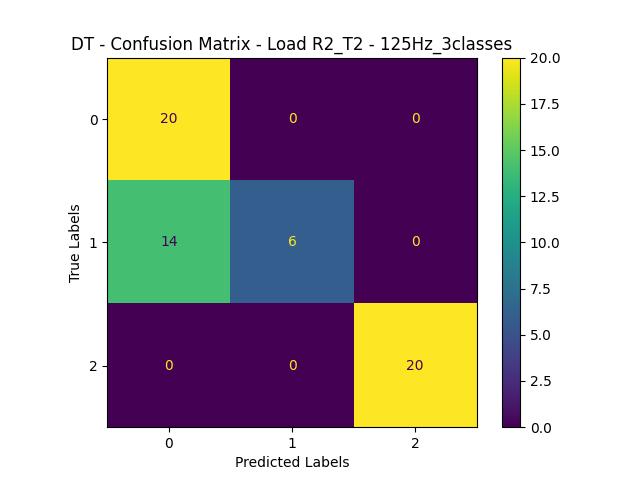 DT - Confusion Matrix - Load R2_T2 - 125Hz_3classes
20.0
17.5
15.0
12.5
10.0
7.5
5.0
2.5
0.0
True Labels
0
1
2
20 0 0
14 6 0
0 0 20
0 1 2
Predicted Labels